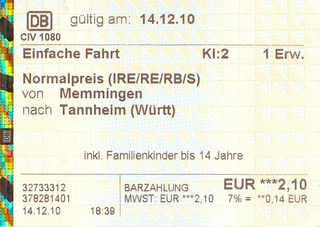 DB gültig am: 14.12.10
CIV 1080
Einfache Fahrt Kl:2 1 Erw.
Normalpreis (IRE/RE/RB/S)
von Memmingen
nach Tannheim (Württ)
inkl. Familienkinder bis 14 Jahre
32733312 BARZAHLUNG EUR ***2,10
378281401 MWST: EUR ***2,10 7% = **0,14 EUR
14.12.10 18:39